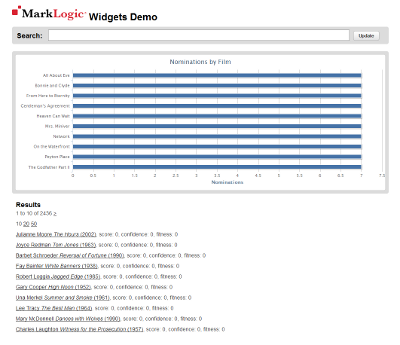 MarkLogic Widgets Demo
Search: Update
Nominations by Film
All About Eve
Bonnie and Clyde
From Here to Eternity
Gentleman's Agreement
Heaven Can Wait
Mrs. Miniver
Network
On the Waterfront
Peyton Place
The Godfather Part II
0 0.5 1 1.5 2 2.5 3 3.5 4 4.5 5 5.5 6 6.5 7 7.5
Nominations
Results
1 to 10 of 2436 >
10 20 50
Julianne Moore The Hours (2002), score: 0, confidence: 0, fitness: 0
Joyce Redman Tom Jones (1963), score: 0, confidence: 0, fitness: 0
Barbet Schroeder Reversal of Fortune (1990), score: 0, confidence: 0, fitness: 0
Fay Bainter White Banners (1938), score: 0, confidence: 0, fitness: 0
Robert Loggia Jagged Edge (1985), score: 0, confidence: 0, fitness: 0
Gary Cooper High Noon (1952), score: 0, confidence: 0, fitness: 0
Una Merkel Summer and Smoke (1961), score: 0, confidence: 0, fitness: 0
Lee Tracy The Best Man (1964), score: 0, confidence: 0, fitness: 0
Mary McDonnell Dances with Wolves (1990), score: 0, confidence: 0, fitness: 0
Charles Laughton Witness for the Prosecution (1957), score: 0, confidence: 0, fitness: 0